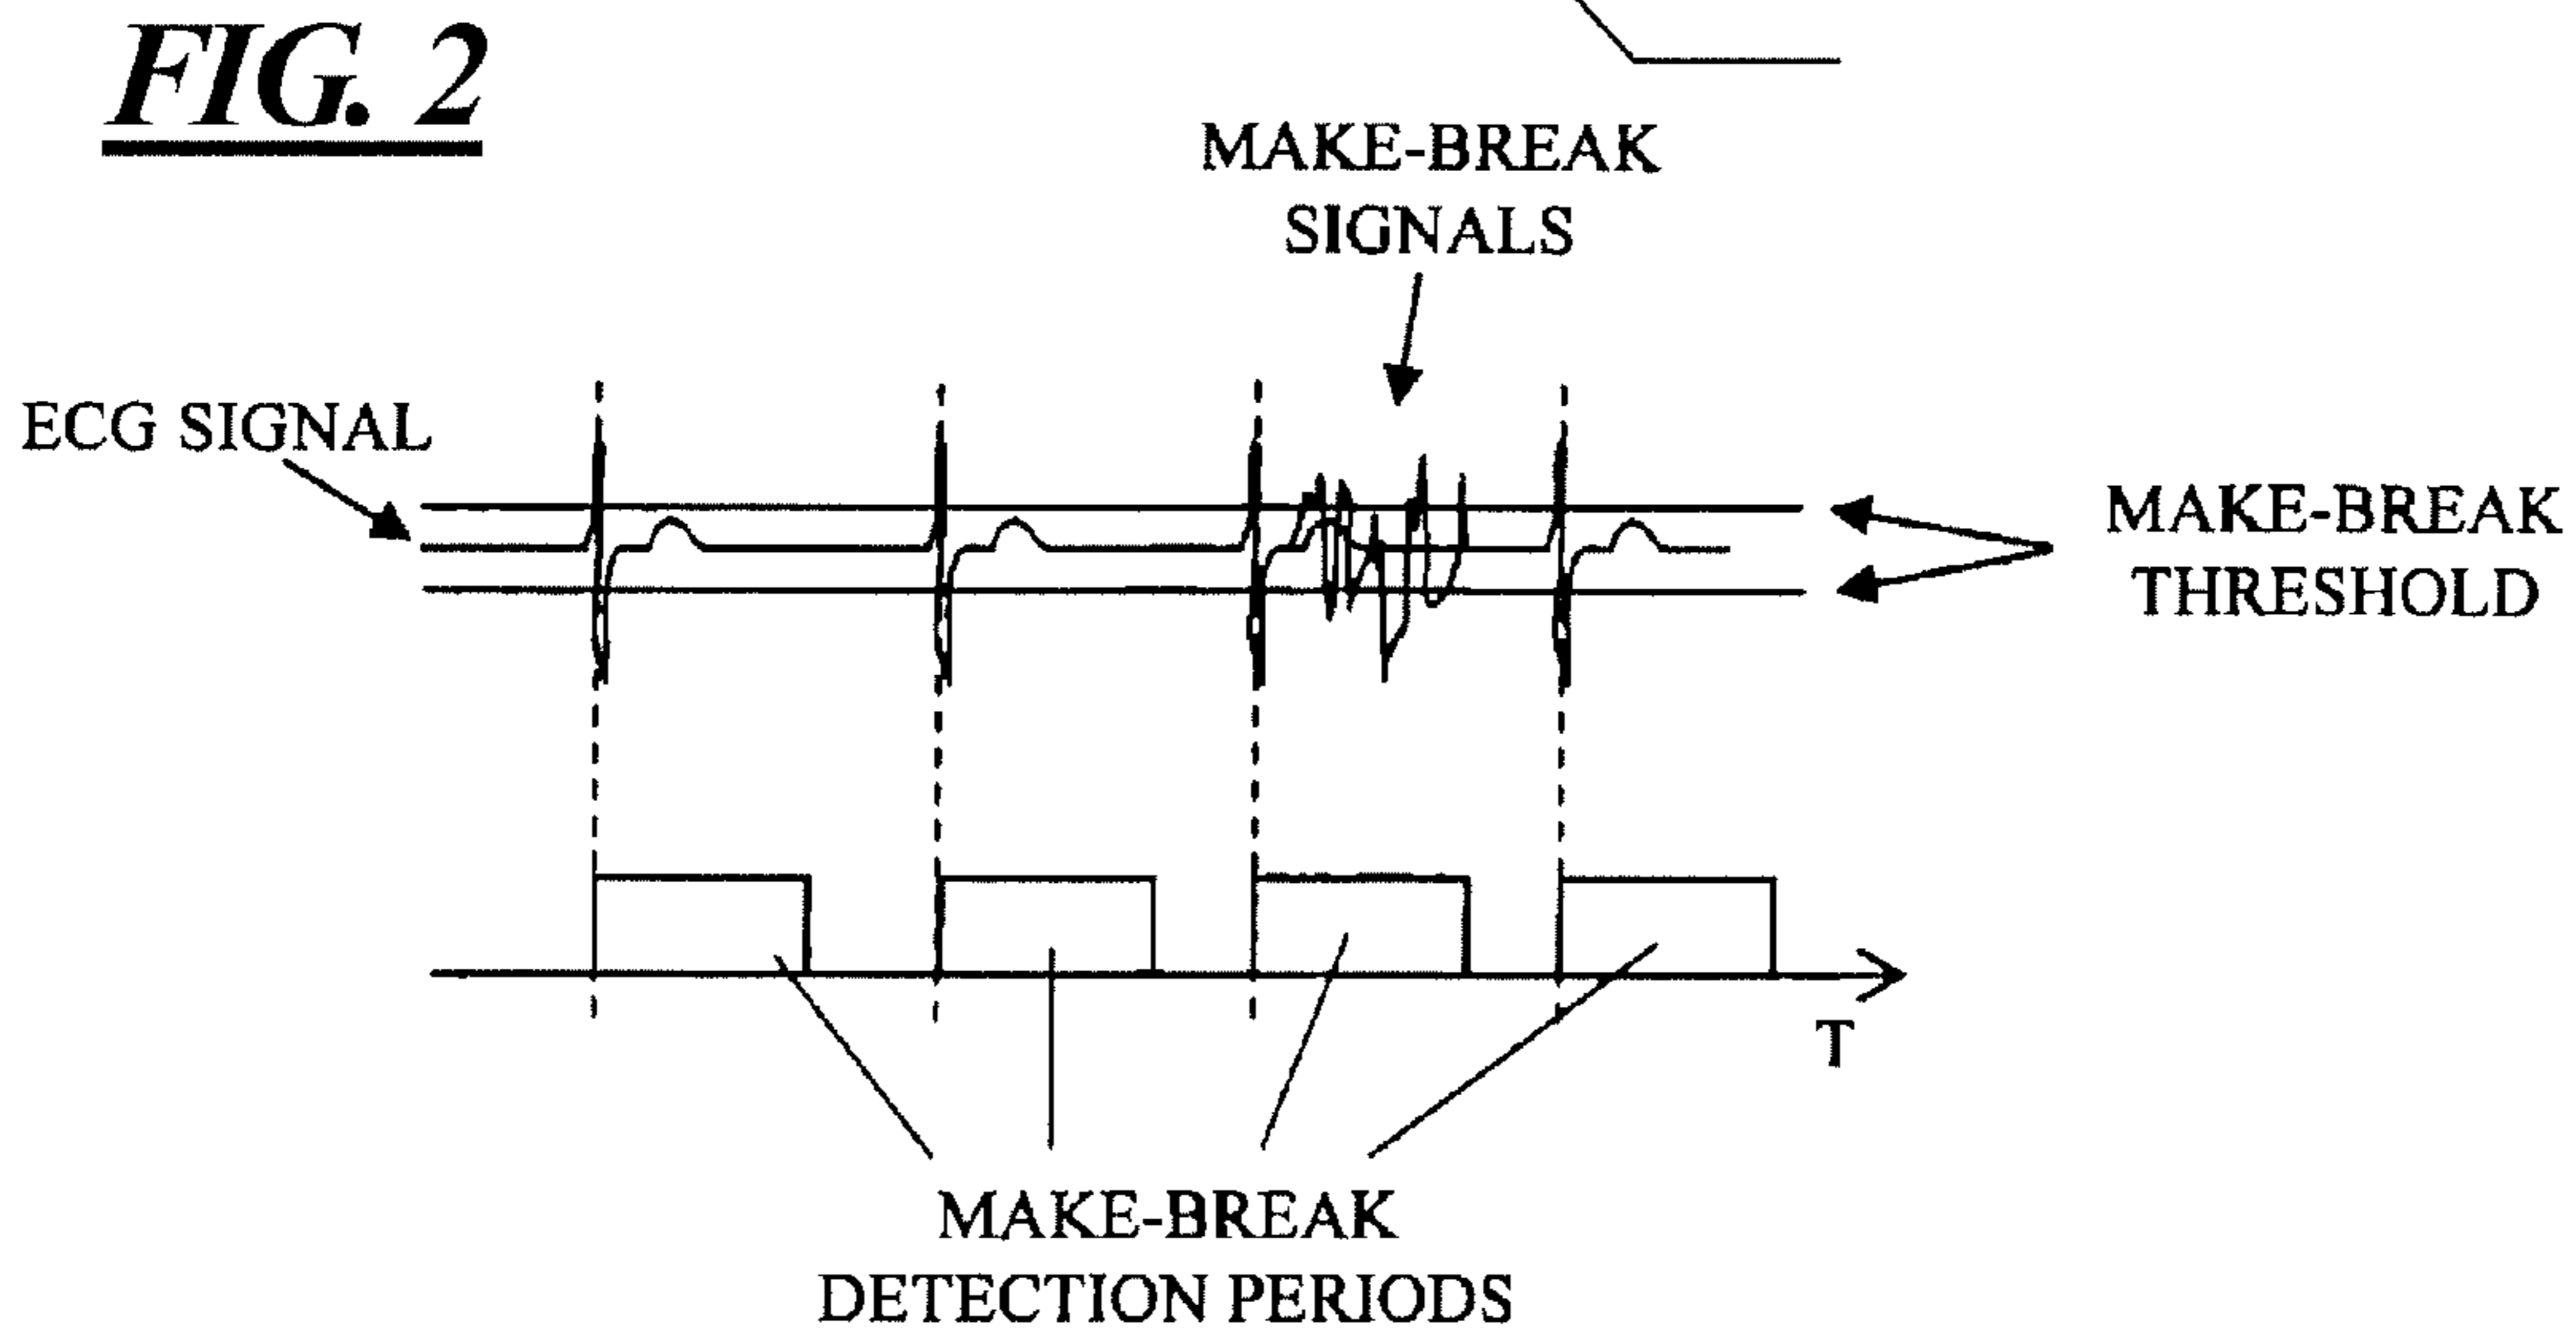 FIG. 2
MAKE-BREAK
SIGNALS
ECG SIGNAL
MAKE-BREAK
THRESHOLD
T
MAKE-BREAK
DETECTION PERIODS